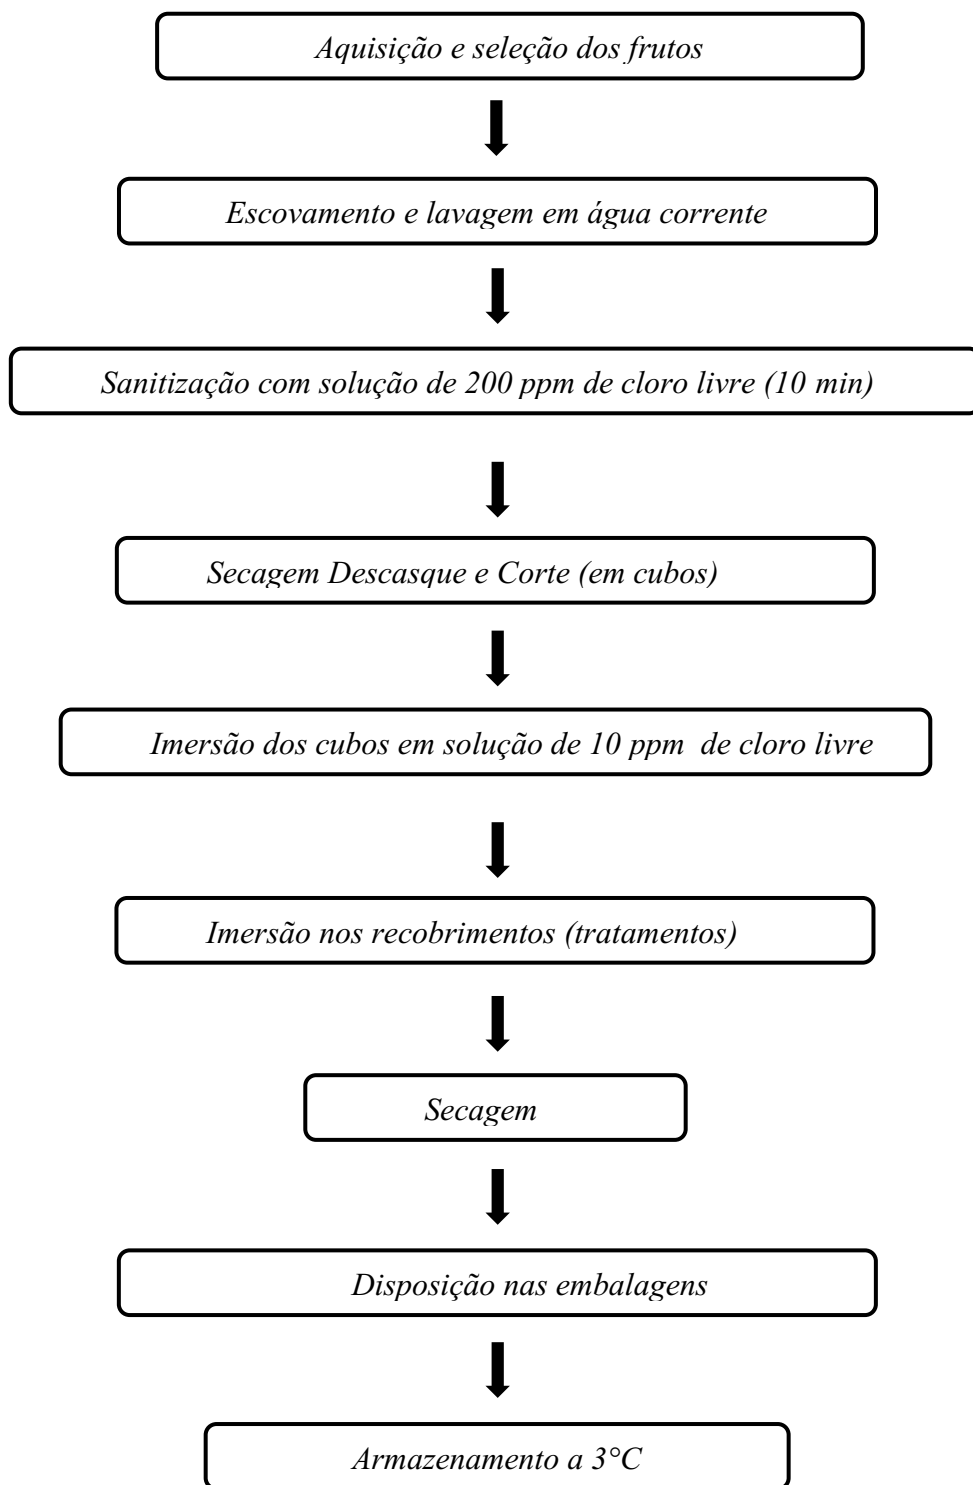 Aquisição e seleção dos frutos
Escovamento e lavagem em água corrente
Sanitização com solução de 200 ppm de cloro livre (10 min)
Secagem Descasque e Corte (em cubos)
Imersão dos cubos em solução de 10 ppm  de cloro livre
Imersão nos recobrimentos (tratamentos)
Secagem
Disposição nas embalagens
Armazenamento a 3°C